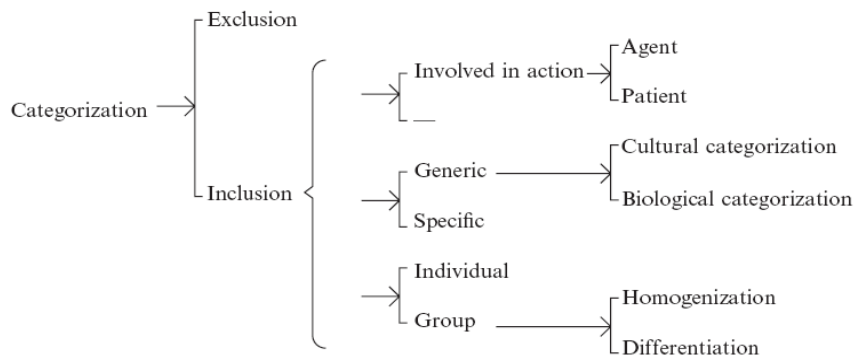 Exclusion
Categorization
Inclusion
Involved in action
—
Agent
Patient
Generic
Specific
Cultural categorization
Biological categorization
Individual
Group
Homogenization
Differentiation